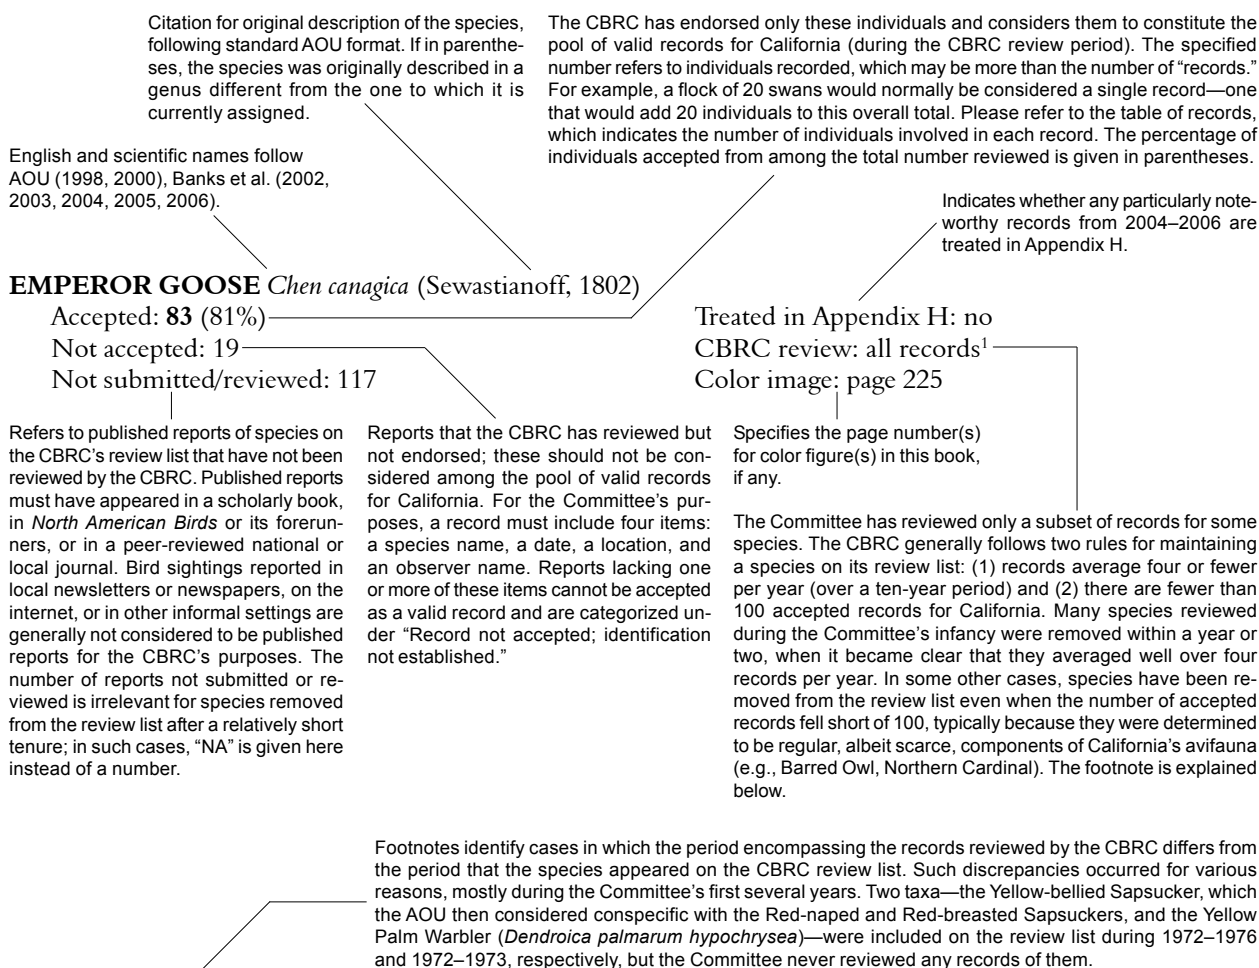 Citation for original description of the species,
following standard AOU format. If in parenthe-
ses, the species was originally described in a
genus different from the one to which it is
currently assigned.
The CBRC has endorsed only these individuals and considers them to constitute the
pool of valid records for California (during the CBRC review period). The specified
number refers to individuals recorded, which may be more than the number of “records.”
For example, a flock of 20 swans would normally be considered a single record—one
that would add 20 individuals to this overall total. Please refer to the table of records,
which indicates the number of individuals involved in each record. The percentage of
individuals accepted from among the total number reviewed is given in parentheses.
English and scientific names follow
AOU (1998, 2000), Banks et al. (2002,
2003, 2004, 2005, 2006).
Indicates whether any particularly note-
worthy records from 2004–2006 are
treated in Appendix H.
EMPEROR GOOSE Chen canagica (Sewastianoff, 1802)
Accepted: 83 (81%)
Not accepted: 19
Not submitted/reviewed: 117
Treated in Appendix H: no
CBRC review: all records¹
Color image: page 225
Refers to published reports of species on
the CBRC’s review list that have not been
reviewed by the CBRC. Published reports
must have appeared in a scholarly book,
in North American Birds or its forerun-
ners, or in a peer-reviewed national or
local journal. Bird sightings reported in
local newsletters or newspapers, on the
internet, or in other informal settings are
generally not considered to be published
reports for the CBRC’s purposes. The
number of reports not submitted or re-
viewed is irrelevant for species removed
from the review list after a relatively short
tenure; in such cases, “NA” is given here
instead of a number.
Reports that the CBRC has reviewed but
not endorsed; these should not be con-
sidered among the pool of valid records
for California. For the Committee’s pur-
poses, a record must include four items:
a species name, a date, a location, and
an observer name. Reports lacking one
or more of these items cannot be accepted
as a valid record and are categorized un-
der “Record not accepted; identification
not established.”
Specifies the page number(s)
for color figure(s) in this book,
if any.
The Committee has reviewed only a subset of records for some
species. The CBRC generally follows two rules for maintaining
a species on its review list: (1) records average four or fewer
per year (over a ten-year period) and (2) there are fewer than
100 accepted records for California. Many species reviewed
during the Committee’s infancy were removed within a year or
two, when it became clear that they averaged well over four
records per year. In some other cases, species have been re-
moved from the review list even when the number of accepted
records fell short of 100, typically because they were determined
to be regular, albeit scarce, components of California’s avifauna
(e.g., Barred Owl, Northern Cardinal). The footnote is explained
below.
Footnotes identify cases in which the period encompassing the records reviewed by the CBRC differs from
the period that the species appeared on the CBRC review list. Such discrepancies occurred for various
reasons, mostly during the Committee’s first several years. Two taxa—the Yellow-bellied Sapsucker, which
the AOU then considered conspecific with the Red-naped and Red-breasted Sapsuckers, and the Yellow
Palm Warbler (Dendroica palmarum hypochrysea)—were included on the review list during 1972–1976
and 1972–1973, respectively, but the Committee never reviewed any records of them.